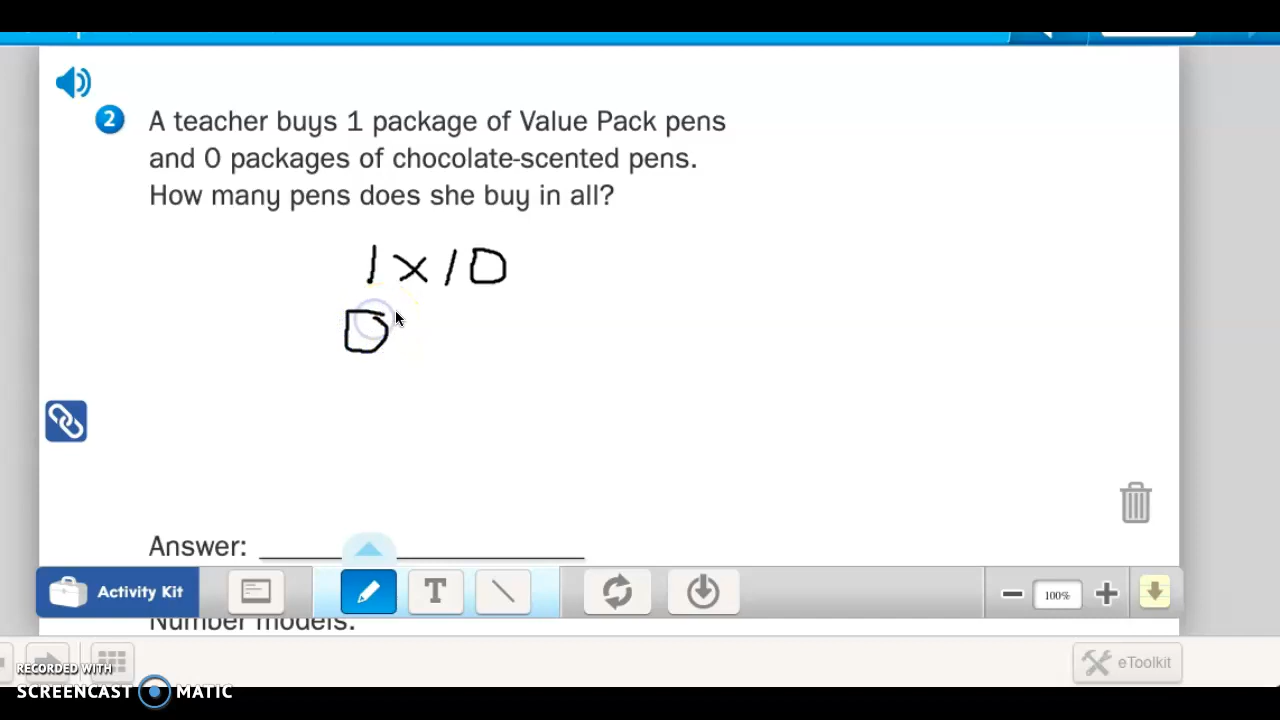 2 A teacher buys 1 package of Value Pack pens
and 0 packages of chocolate-scented pens.
How many pens does she buy in all?
1 x 10
0
Answer:
Activity Kit
T
100%
Number models:
eToolkit
RECORDED WITH
SCREENCAST MATIC